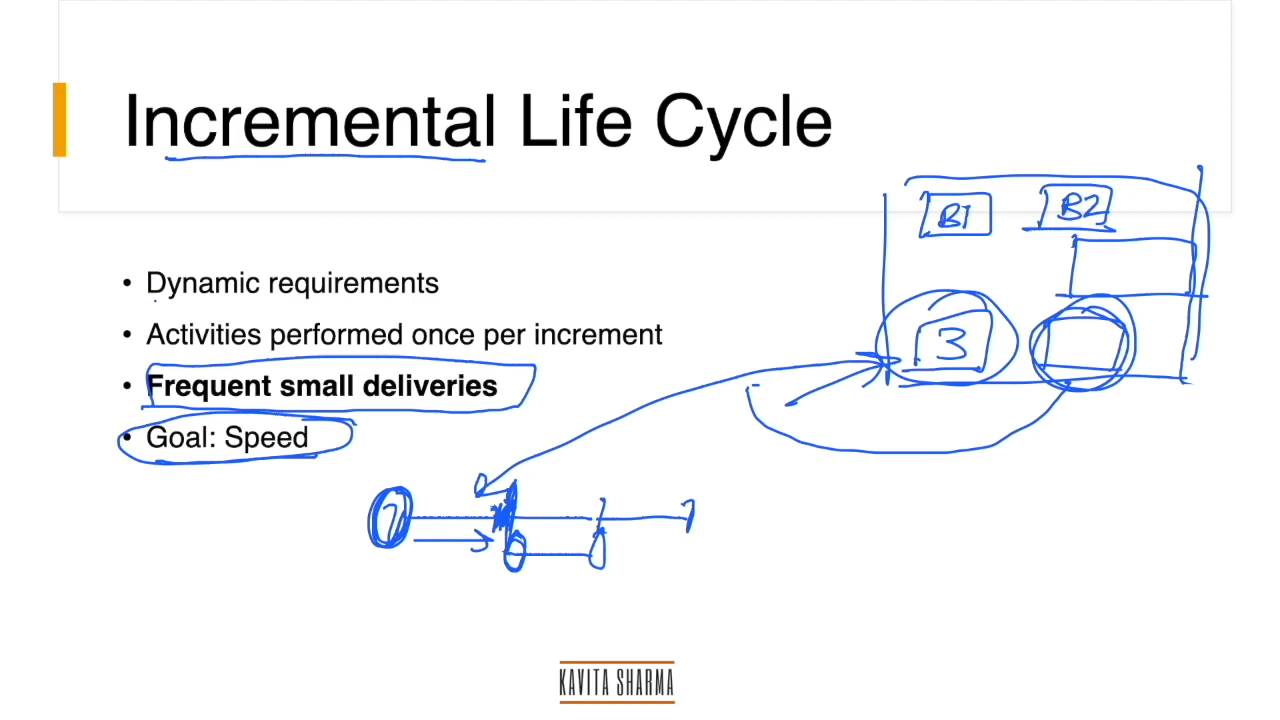 Incremental Life Cycle
B1
B2
• Dynamic requirements
• Activities performed once per increment
3
• Frequent small deliveries
• Goal: Speed
KAVITA SHARMA